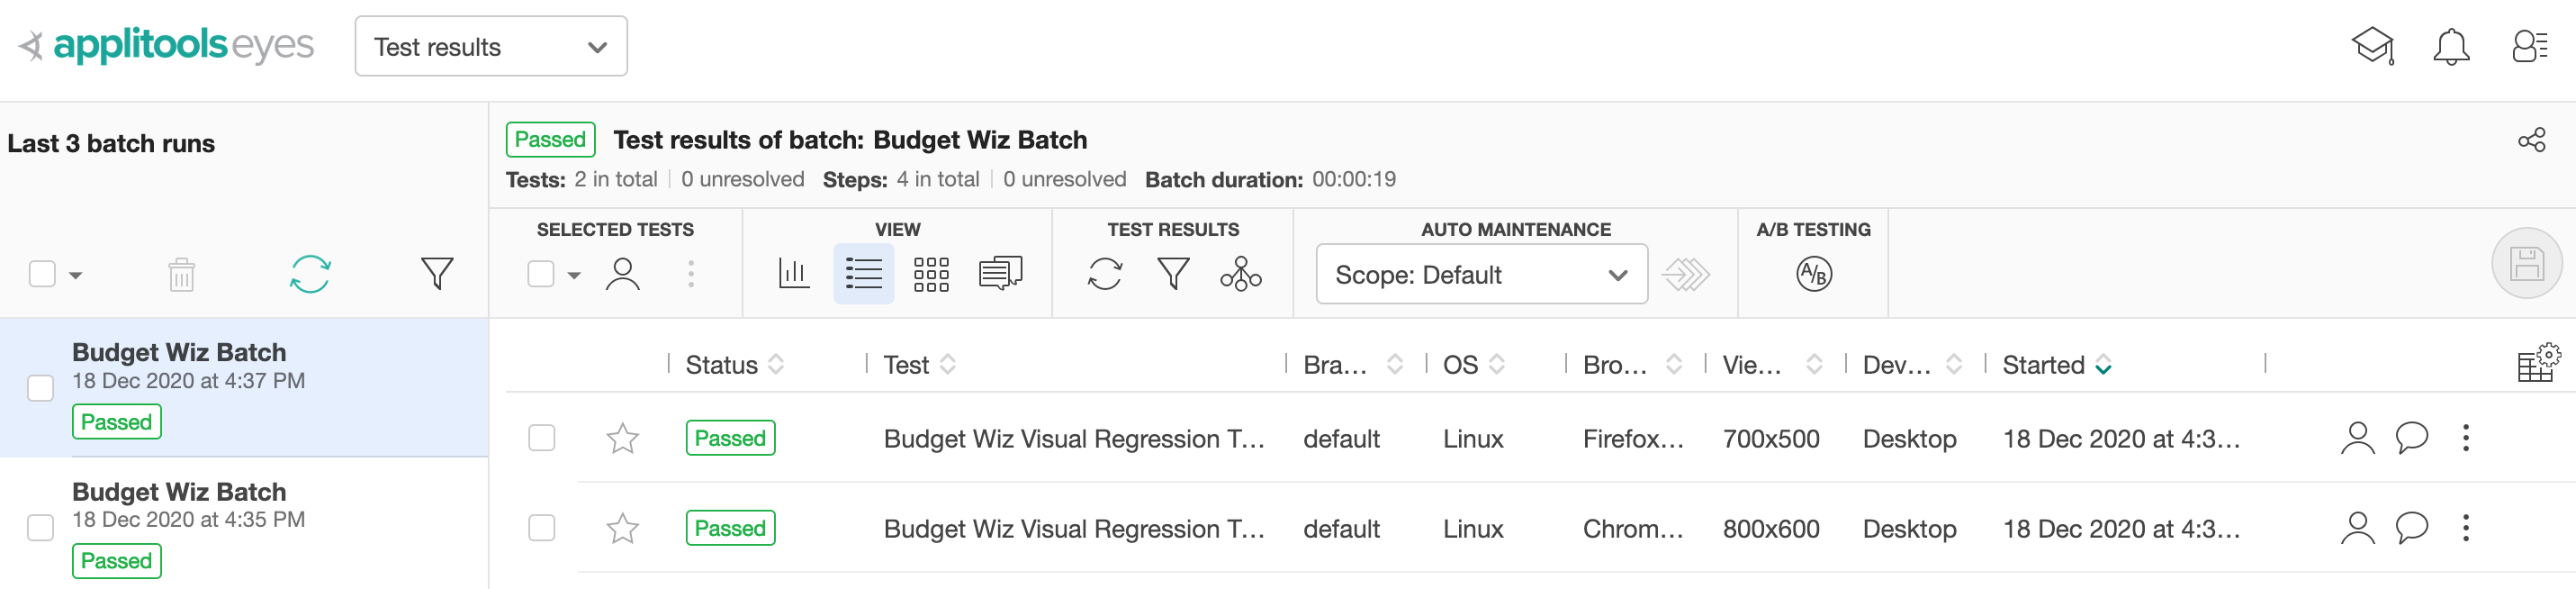 applitools eyes
Test results
Last 3 batch runs
Passed Test results of batch: Budget Wiz Batch
Tests: 2 in total | 0 unresolved Steps: 4 in total | 0 unresolved Batch duration: 00:00:19
SELECTED TESTS VIEW TEST RESULTS AUTO MAINTENANCE A/B TESTING
Scope: Default A/B
Budget Wiz Batch
18 Dec 2020 at 4:37 PM
Passed
Budget Wiz Batch
18 Dec 2020 at 4:35 PM
Passed
Status Test Bra... OS Bro... Vie... Dev... Started
Passed Budget Wiz Visual Regression T... default Linux Firefox... 700x500 Desktop 18 Dec 2020 at 4:3...
Passed Budget Wiz Visual Regression T... default Linux Chrom... 800x600 Desktop 18 Dec 2020 at 4:3...